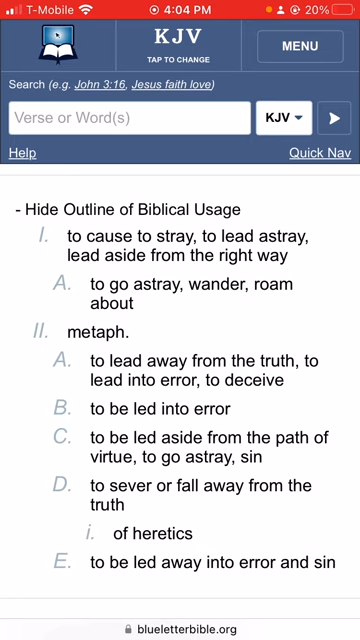 T-Mobile
4:04 PM
20%
KJV
TAP TO CHANGE
MENU
Search (e.g. John 3:16, Jesus faith love)
Verse or Word(s)
KJV
Help
Quick Nav
- Hide Outline of Biblical Usage
I. to cause to stray, to lead astray,
lead aside from the right way
A. to go astray, wander, roam
about
II. metaph.
A. to lead away from the truth, to
lead into error, to deceive
B. to be led into error
C. to be led aside from the path of
virtue, to go astray, sin
D. to sever or fall away from the
truth
i. of heretics
E. to be led away into error and sin
blueletterbible.org